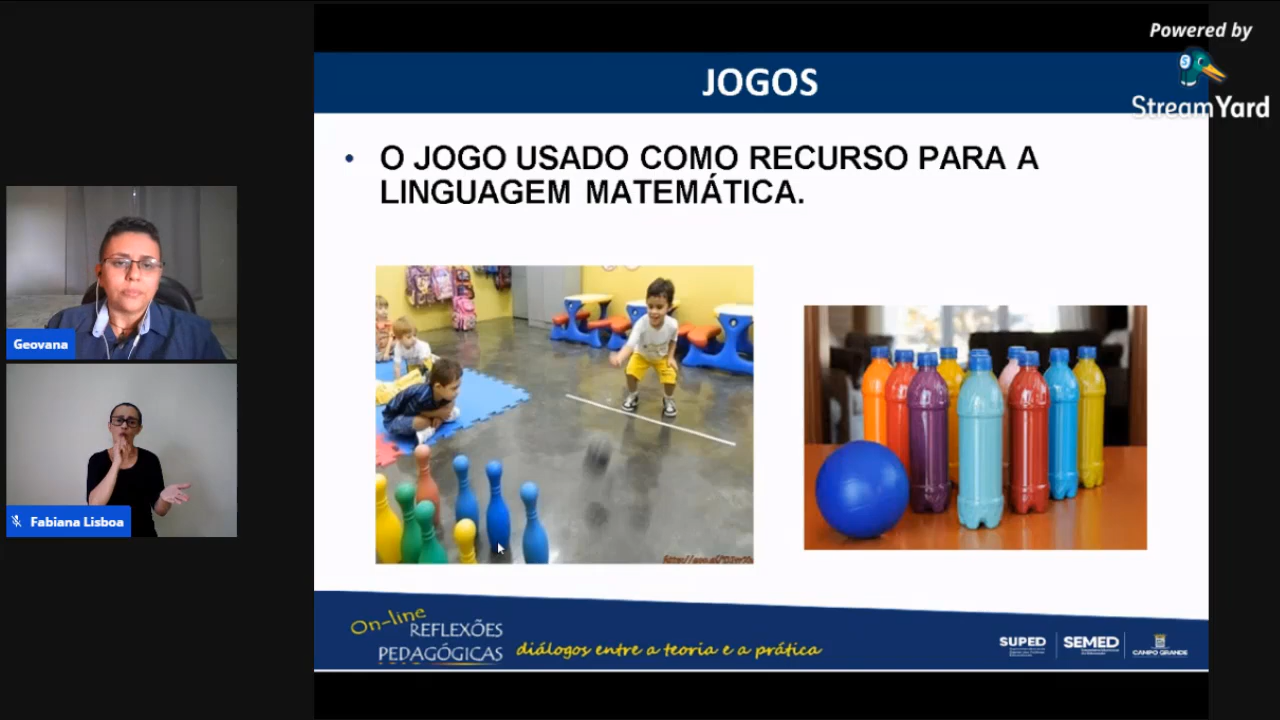 Powered by
StreamYard
JOGOS
• O JOGO USADO COMO RECURSO PARA A
LINGUAGEM MATEMÁTICA.
Geovana
Fabiana Lisboa
On-line
REFLEXÕES
PEDAGÓGICAS
diálogos entre a teoria e a prática
SUPED
SEMED
CAMPO GRANDE